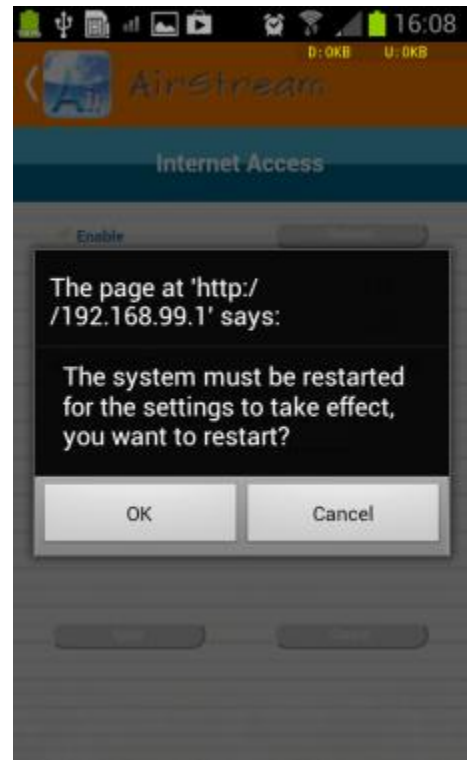 16:08
D:0KB U:0KB
AirStream
Internet Access
Enable
The page at 'http:/
/192.168.99.1' says:
The system must be restarted
for the settings to take effect,
you want to restart?
OK Cancel